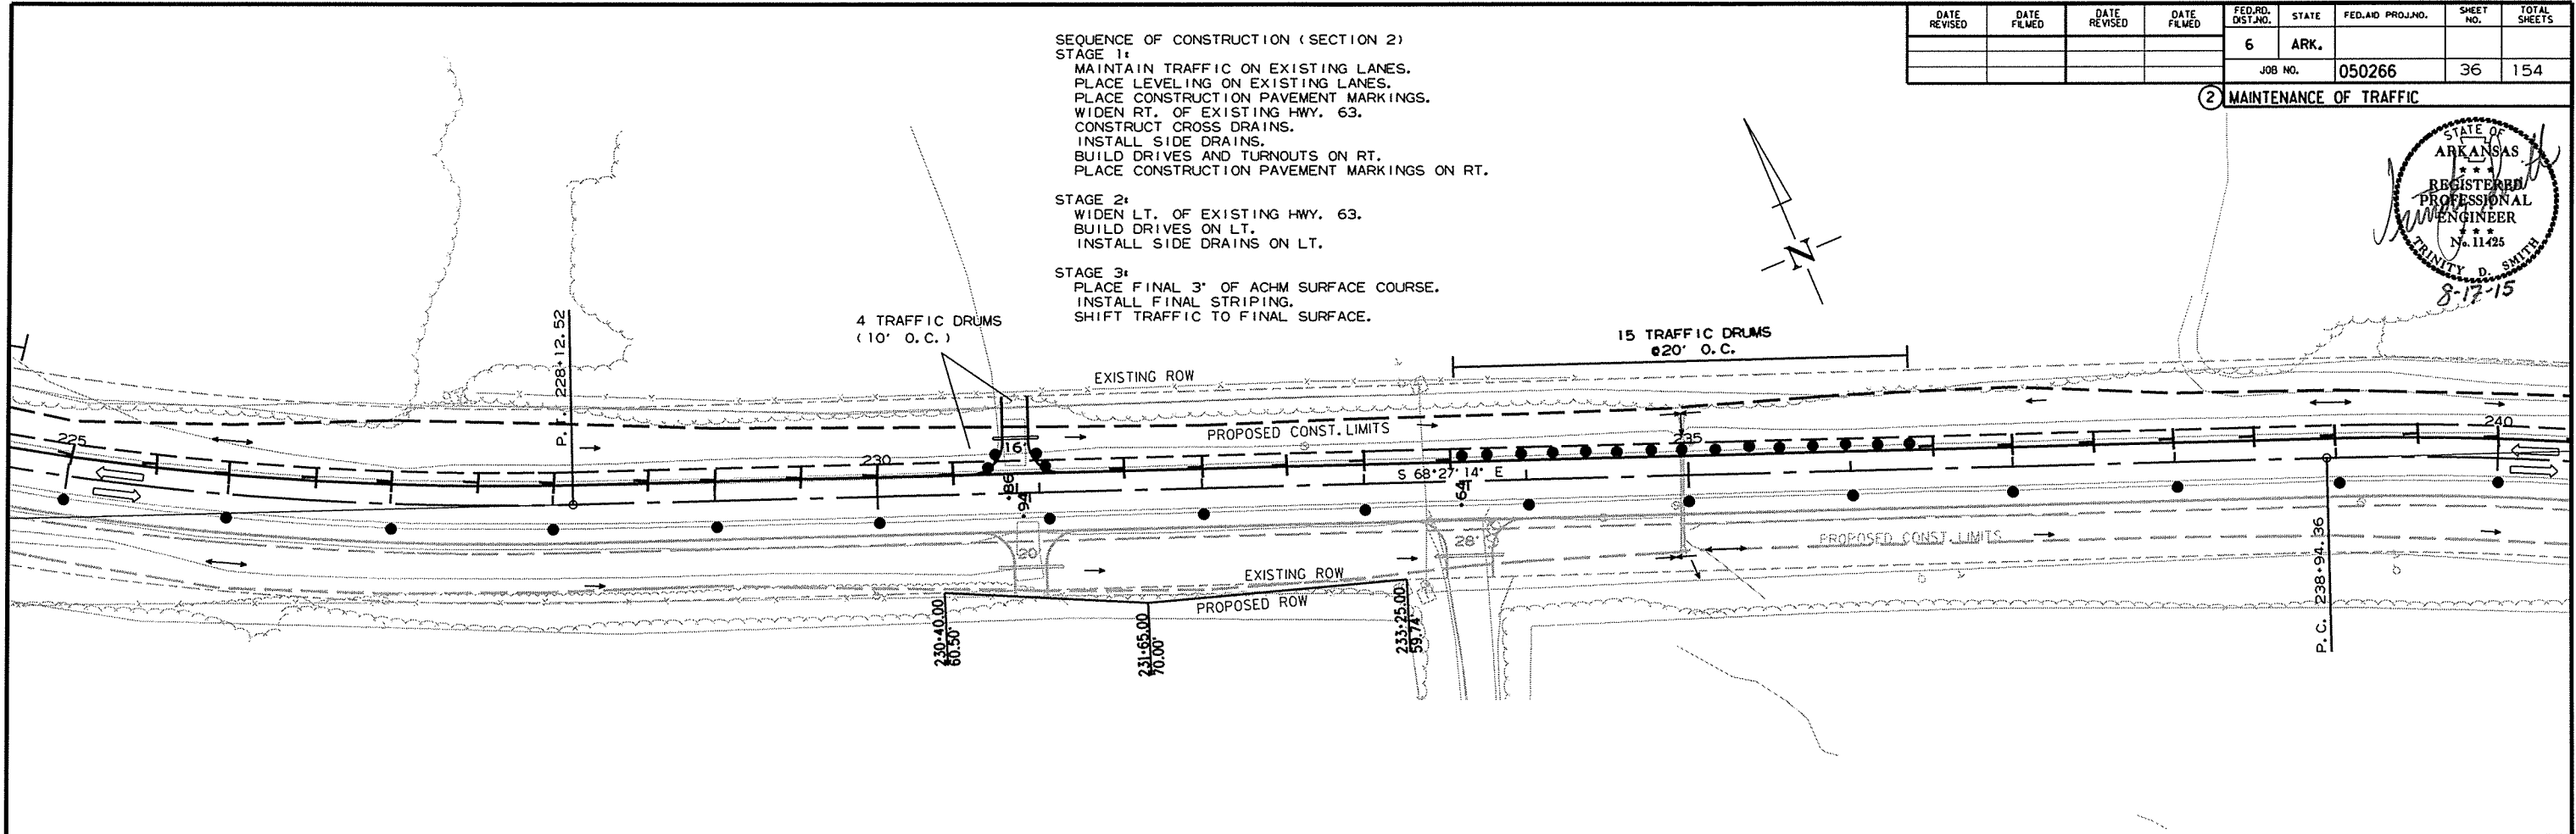 DATE REVISED
DATE FILMED
DATE REVISED
DATE FILMED
FED.RD. DIST.NO.
STATE
FED.AID PROJ.NO.
SHEET NO.
TOTAL SHEETS
6 ARK.
JOB NO. 050266 36 154
2 MAINTENANCE OF TRAFFIC
SEQUENCE OF CONSTRUCTION (SECTION 2)
STAGE 1:
MAINTAIN TRAFFIC ON EXISTING LANES.
PLACE LEVELING ON EXISTING LANES.
PLACE CONSTRUCTION PAVEMENT MARKINGS.
WIDEN RT. OF EXISTING HWY. 63.
CONSTRUCT CROSS DRAINS.
INSTALL SIDE DRAINS.
BUILD DRIVES AND TURNOUTS ON RT.
PLACE CONSTRUCTION PAVEMENT MARKINGS ON RT.
STAGE 2:
WIDEN LT. OF EXISTING HWY. 63.
BUILD DRIVES ON LT.
INSTALL SIDE DRAINS ON LT.
STAGE 3:
PLACE FINAL 3" OF ACHM SURFACE COURSE.
INSTALL FINAL STRIPING.
SHIFT TRAFFIC TO FINAL SURFACE.
STATE OF
ARKANSAS
★ ★ ★
REGISTERED
PROFESSIONAL
ENGINEER
★ ★ ★
No. 11425
TRINITY D. SMITH
8-17-15
N
4 TRAFFIC DRUMS
(10' O.C.)
15 TRAFFIC DRUMS
@20' O.C.
EXISTING ROW
PROPOSED CONST. LIMITS
P.T. 228+12.52
225
230
16'
235
240
S 68°27'14" E
+86
+94
+64
20'
28'
PROPOSED CONST. LIMITS
EXISTING ROW
PROPOSED ROW
230+40.00
60.50'
231+65.00
70.00'
233+25.00
59.74'
P.C. 238+94.36